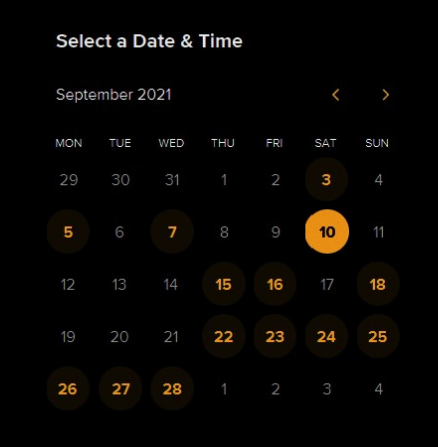 Select a Date & Time
September 2021
MON TUE WED THU FRI SAT SUN
29 30 31 1 2 3 4
5 6 7 8 9 10 11
12 13 14 15 16 17 18
19 20 21 22 23 24 25
26 27 28 1 2 3 4